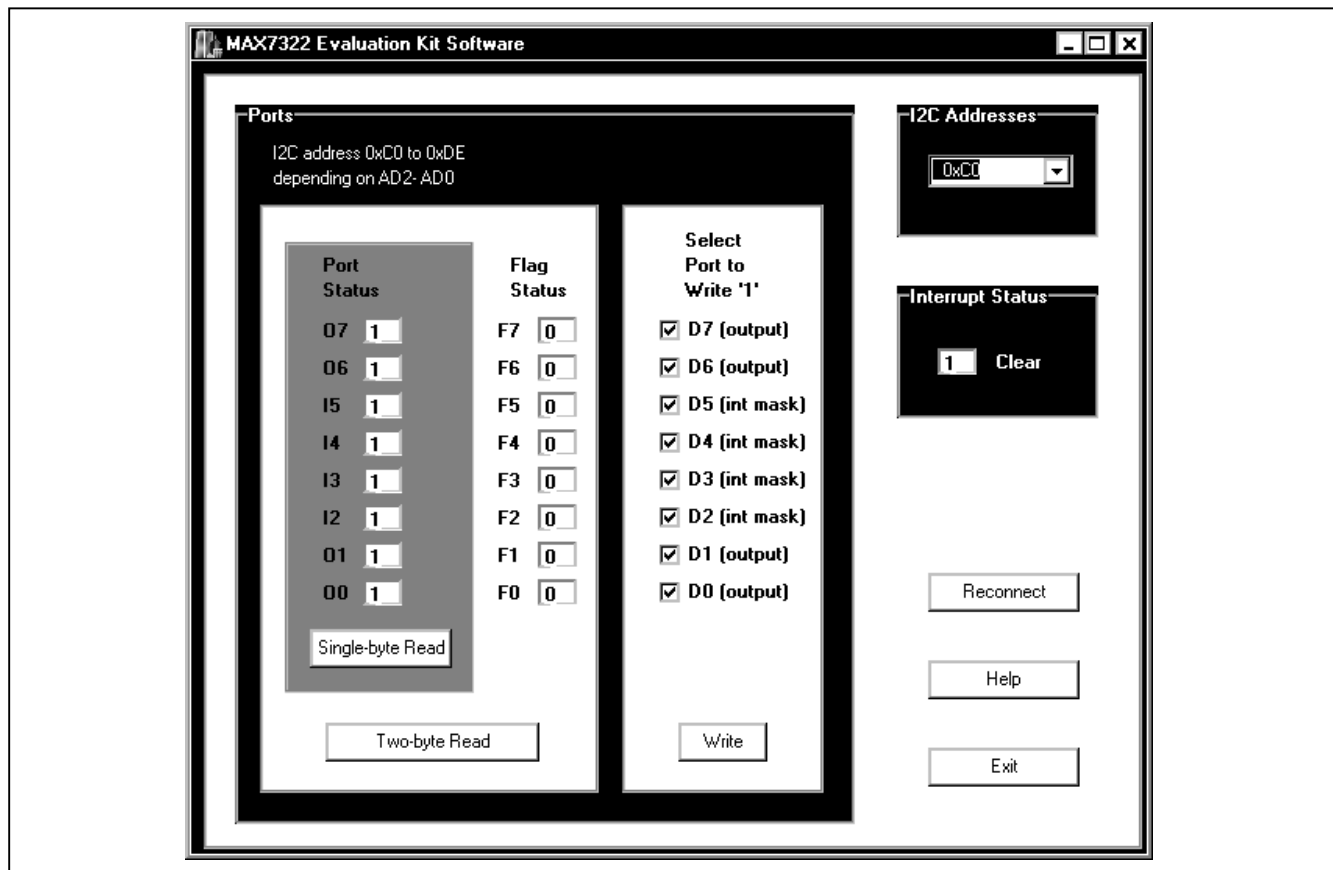 MAX7322 Evaluation Kit Software
Ports
I2C address 0xC0 to 0xDE
depending on AD2- AD0
Port
Status
O7 1
O6 1
I5 1
I4 1
I3 1
I2 1
O1 1
O0 1
Single-byte Read
Flag
Status
F7 0
F6 0
F5 0
F4 0
F3 0
F2 0
F1 0
F0 0
Two-byte Read
Select
Port to
Write '1'
D7 (output)
D6 (output)
D5 (int mask)
D4 (int mask)
D3 (int mask)
D2 (int mask)
D1 (output)
D0 (output)
Write
I2C Addresses
0xC0
Interrupt Status
1 Clear
Reconnect
Help
Exit